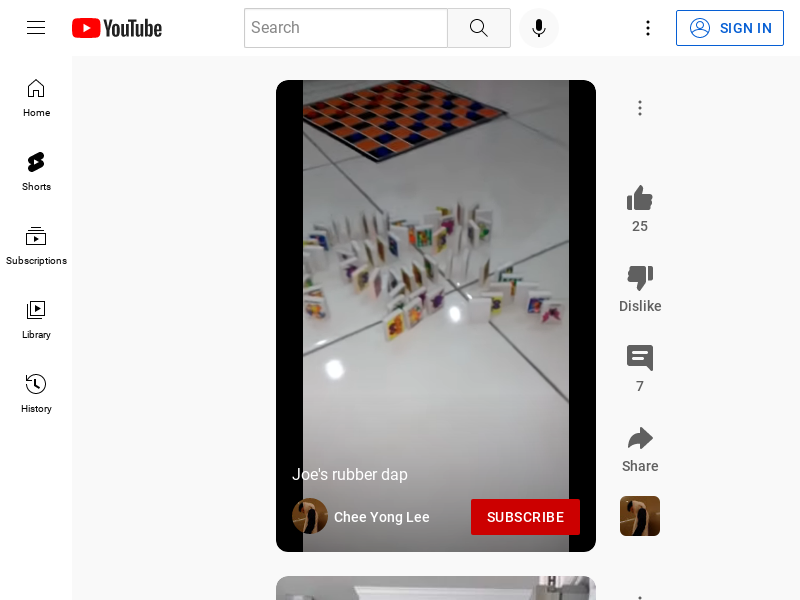 YouTube
Search
SIGN IN
Home
Shorts
Subscriptions
Library
History
25
Dislike
7
Share
Joe's rubber dap
Chee Yong Lee
SUBSCRIBE